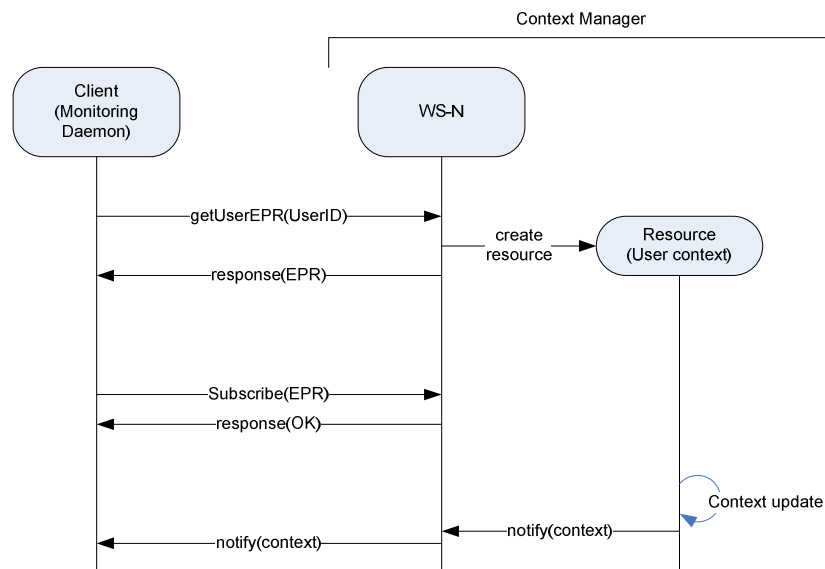 Context Manager
Client
(Monitoring
Daemon)
WS-N
getUserEPR(UserID)
create
resource
Resource
(User context)
response(EPR)
Subscribe(EPR)
response(OK)
Context update
notify(context)
notify(context)